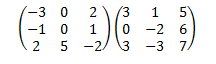 (-3 0 2) (3 1 5)
(-1 0 1) (0 -2 6)
(2 5 -2) (3 -3 7)